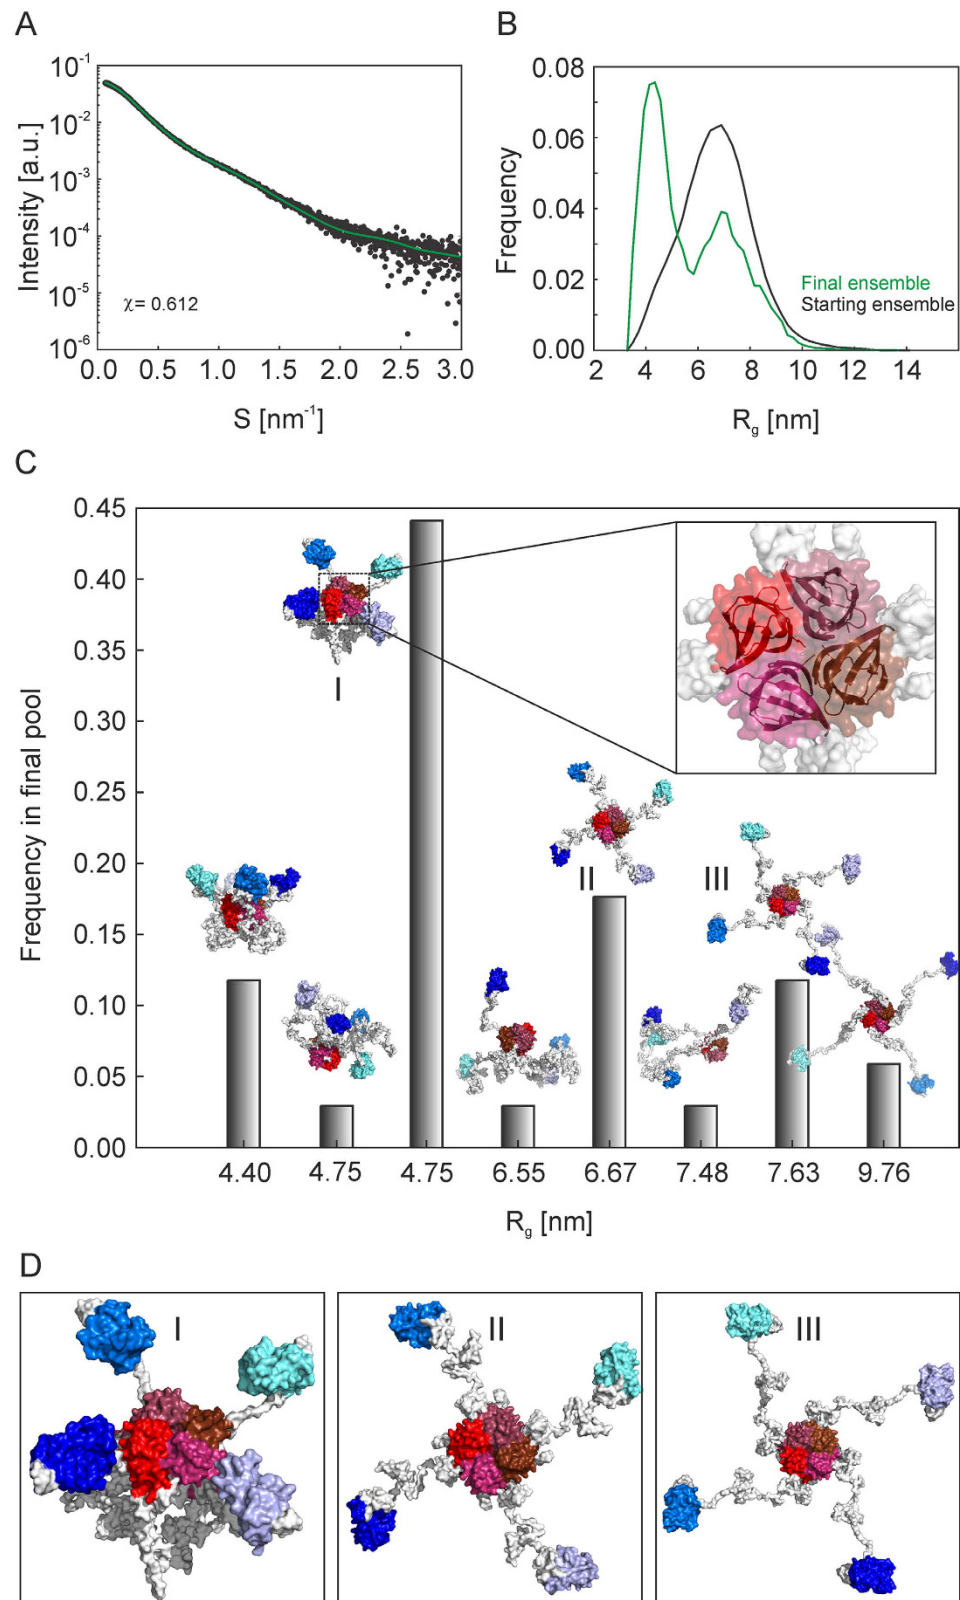 A
B
10⁻¹
10⁻²
10⁻³
10⁻⁴
10⁻⁵
10⁻⁶
Intensity [a.u.]
χ= 0.612
0.0 0.5 1.0 1.5 2.0 2.5 3.0
S [nm⁻¹]
0.08
0.06
0.04
0.02
0.00
Frequency
Final ensemble
Starting ensemble
2 4 6 8 10 12 14
Rg [nm]
C
0.45
0.40
0.35
0.30
0.25
0.20
0.15
0.10
0.05
0.00
Frequency in final pool
I
II
III
4.40 4.75 4.75 6.55 6.67 7.48 7.63 9.76
Rg [nm]
D
I
II
III